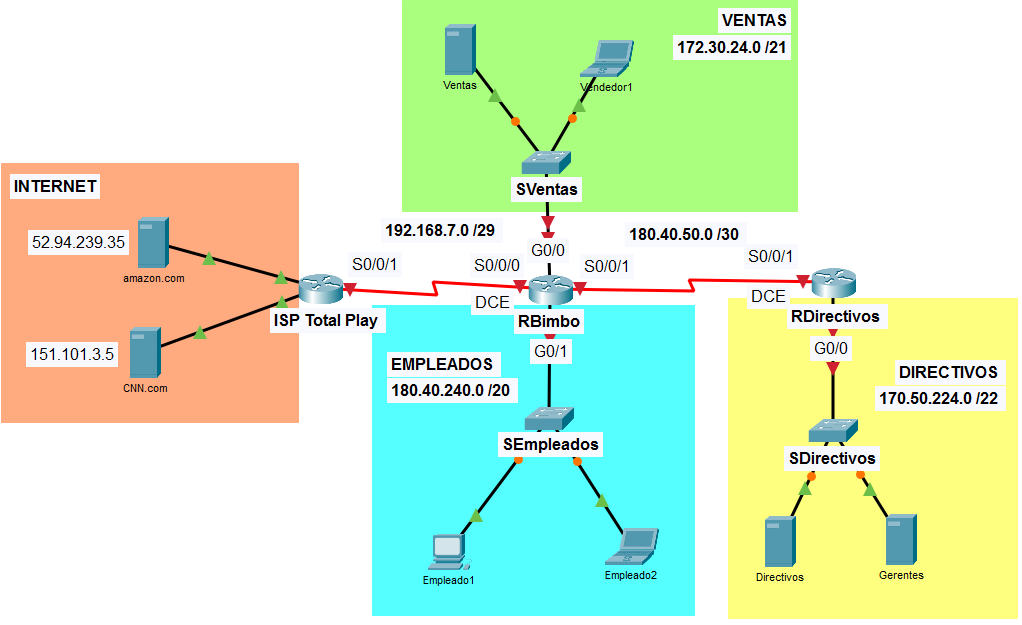 VENTAS
172.30.24.0 /21
Ventas
Vendedor1
SVentas
INTERNET
52.94.239.35
amazon.com
151.101.3.5
CNN.com
S0/0/1
ISP Total Play
192.168.7.0 /29
G0/0
S0/0/0
S0/0/1
DCE
RBimbo
G0/1
180.40.50.0 /30
S0/0/1
DCE
RDirectivos
G0/0
EMPLEADOS
180.40.240.0 /20
SEmpleados
Empleado1
Empleado2
DIRECTIVOS
170.50.224.0 /22
SDirectivos
Directivos
Gerentes